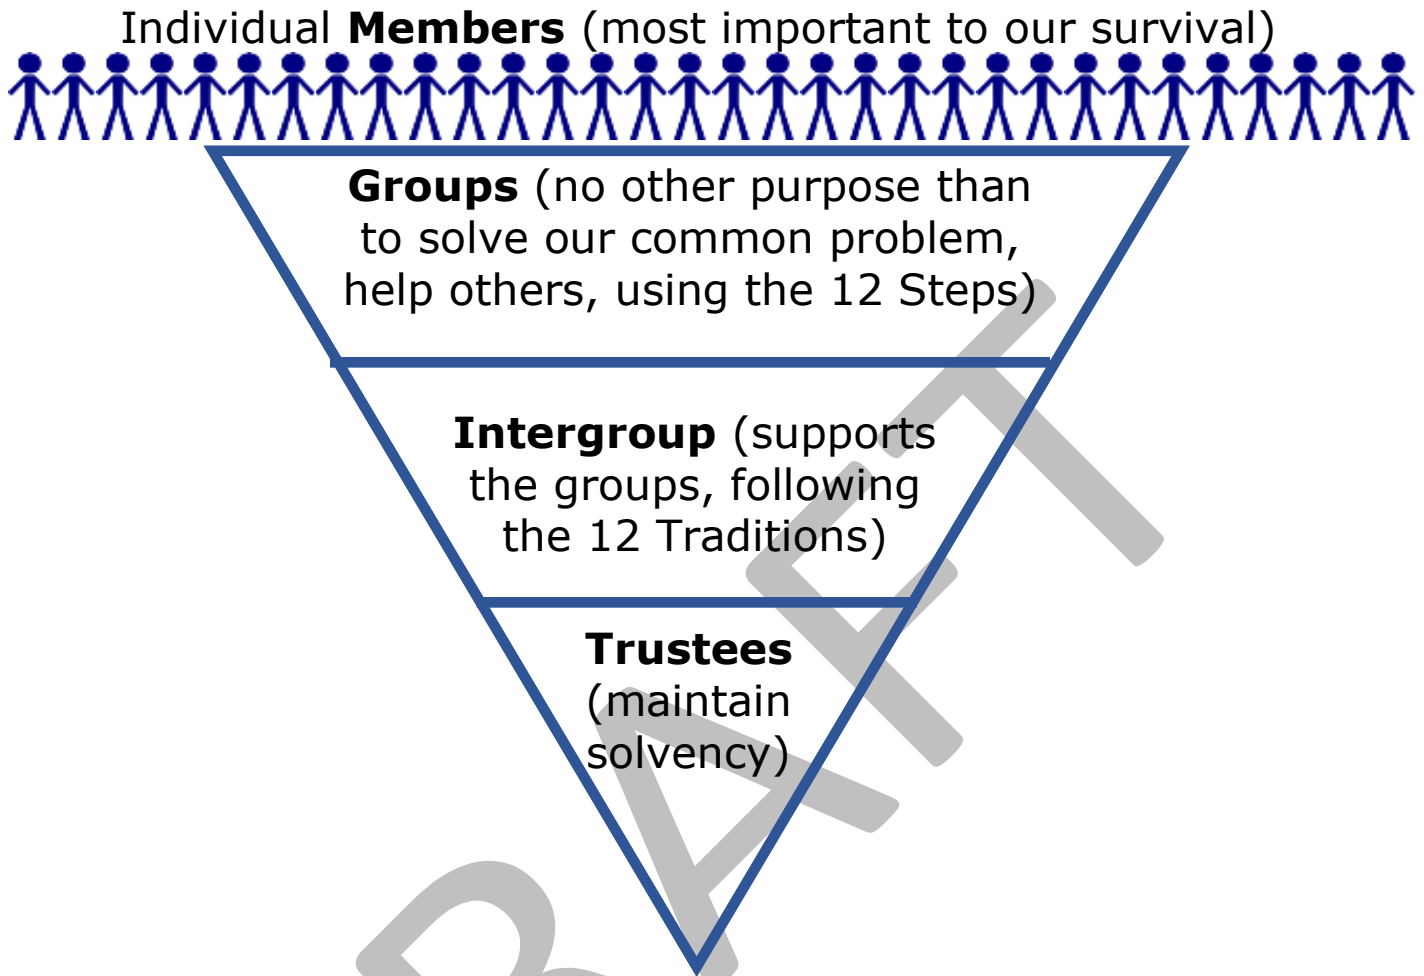 Individual Members (most important to our survival)
Groups (no other purpose than
to solve our common problem,
help others, using the 12 Steps)
Intergroup (supports
the groups, following
the 12 Traditions)
Trustees
(maintain
solvency)
RAFT